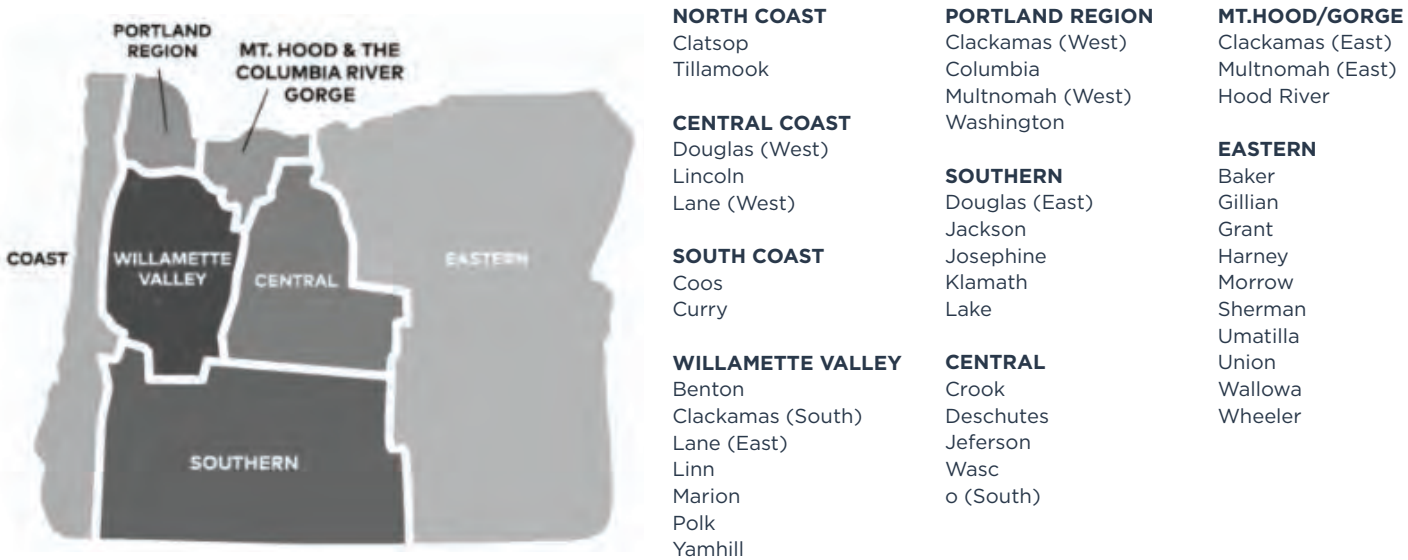 PORTLAND
REGION
MT. HOOD & THE
COLUMBIA RIVER
GORGE
COAST
WILLAMETTE
VALLEY
CENTRAL
EASTERN
SOUTHERN
NORTH COAST
Clatsop
Tillamook
CENTRAL COAST
Douglas (West)
Lincoln
Lane (West)
SOUTH COAST
Coos
Curry
WILLAMETTE VALLEY
Benton
Clackamas (South)
Lane (East)
Linn
Marion
Polk
Yamhill
PORTLAND REGION
Clackamas (West)
Columbia
Multnomah (West)
Washington
SOUTHERN
Douglas (East)
Jackson
Josephine
Klamath
Lake
CENTRAL
Crook
Deschutes
Jeferson
Wasc
o (South)
MT.HOOD/GORGE
Clackamas (East)
Multnomah (East)
Hood River
EASTERN
Baker
Gillian
Grant
Harney
Morrow
Sherman
Umatilla
Union
Wallowa
Wheeler